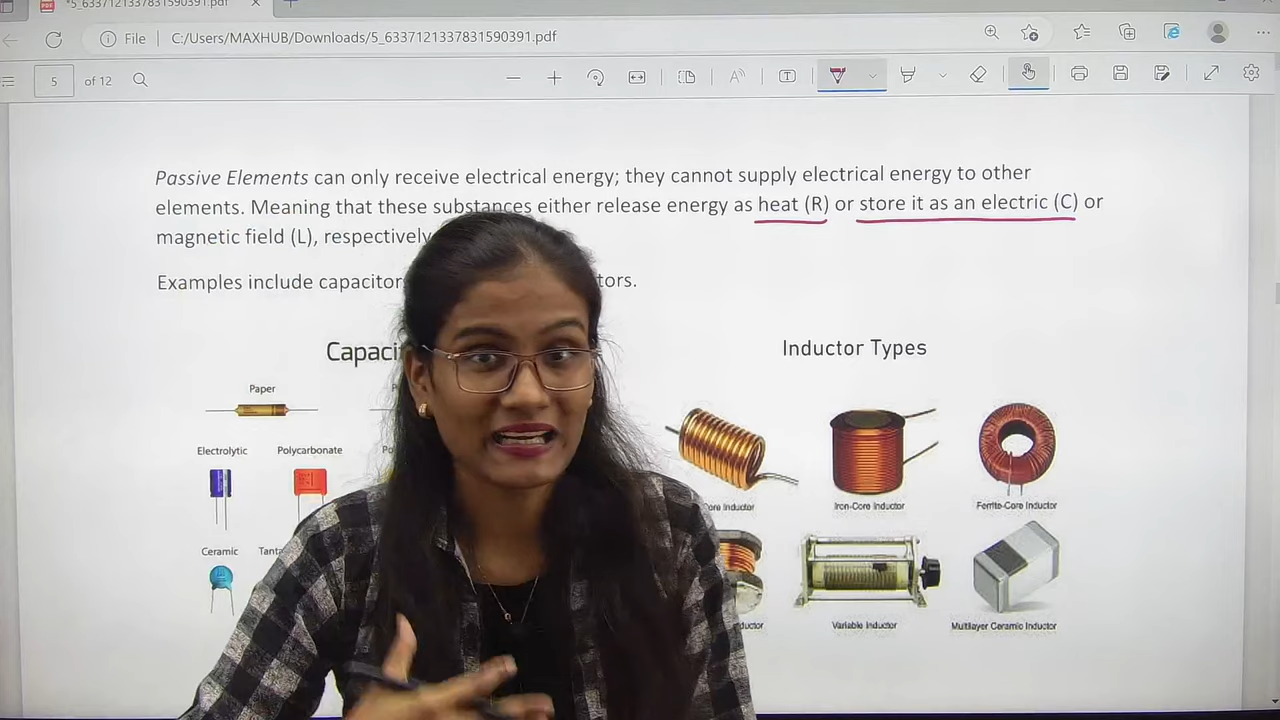 *5_6337121337831590391.pdf
File | C:/Users/MAXHUB/Downloads/5_6337121337831590391.pdf
5 of 12
Passive Elements can only receive electrical energy; they cannot supply electrical energy to other
elements. Meaning that these substances either release energy as heat (R) or store it as an electric (C) or
magnetic field (L), respectively
Examples include
Inductor Types
Paper
Electrolytic Polycarbonate
Inductor Iron-Core Inductor Ferrite-Core Inductor
Ceramic
Variable Inductor Multilayer Ceramic Inductor